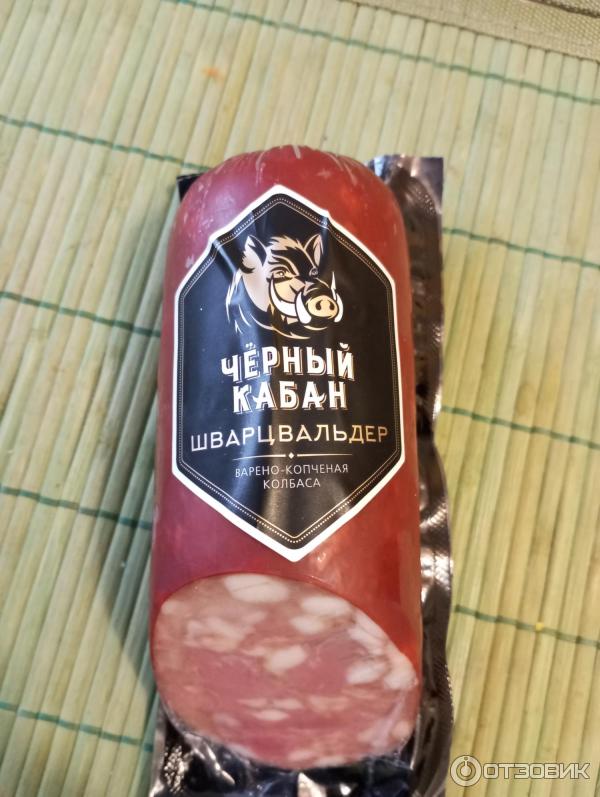 ЧЁРНЫЙ
КАБАН
ШВАРЦВАЛЬДЕР
ВАРЕНО-КОПЧЕНАЯ
КОЛБАСА
ОТЗОВИК